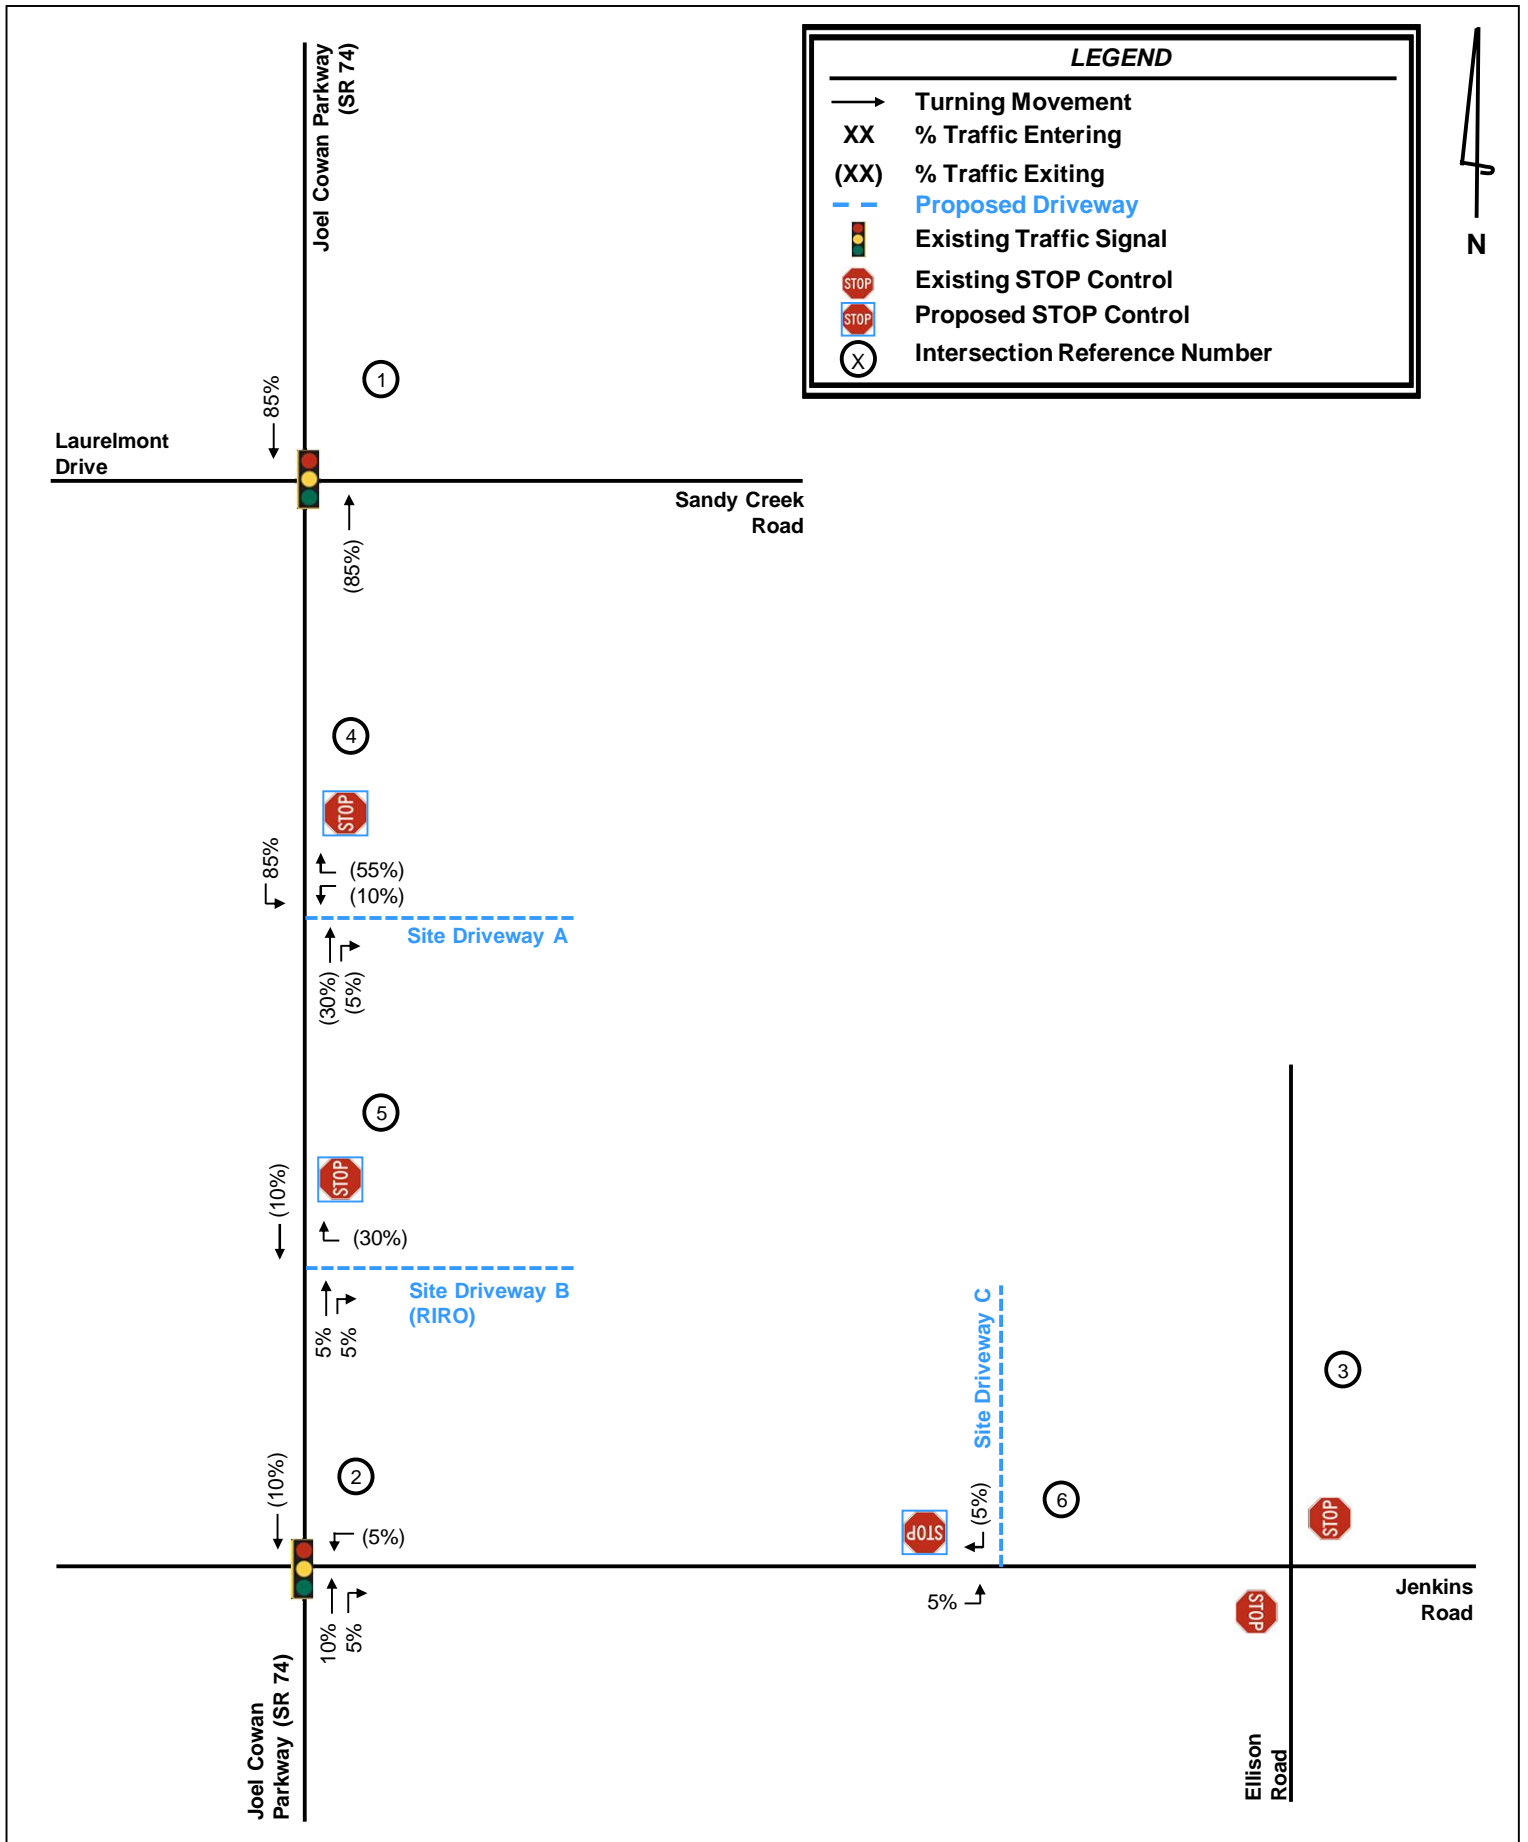 Joel Cowan Parkway
(SR 74)
LEGEND
Turning Movement
XX % Traffic Entering
(XX) % Traffic Exiting
Proposed Driveway
Existing Traffic Signal
STOP Existing STOP Control
STOP Proposed STOP Control
X Intersection Reference Number
N
1
85%
Laurelmont
Drive
Sandy Creek
Road
(85%)
4
STOP
85%
(55%)
(10%)
Site Driveway A
(30%)
(5%)
5
STOP
(10%)
(30%)
Site Driveway B
(RIRO)
5%
5%
Site Driveway C
3
2
(10%)
(5%)
6
(5%)
STOP
STOP
5%
10%
5%
STOP
Jenkins
Road
Joel Cowan
Parkway (SR 74)
Ellison
Road